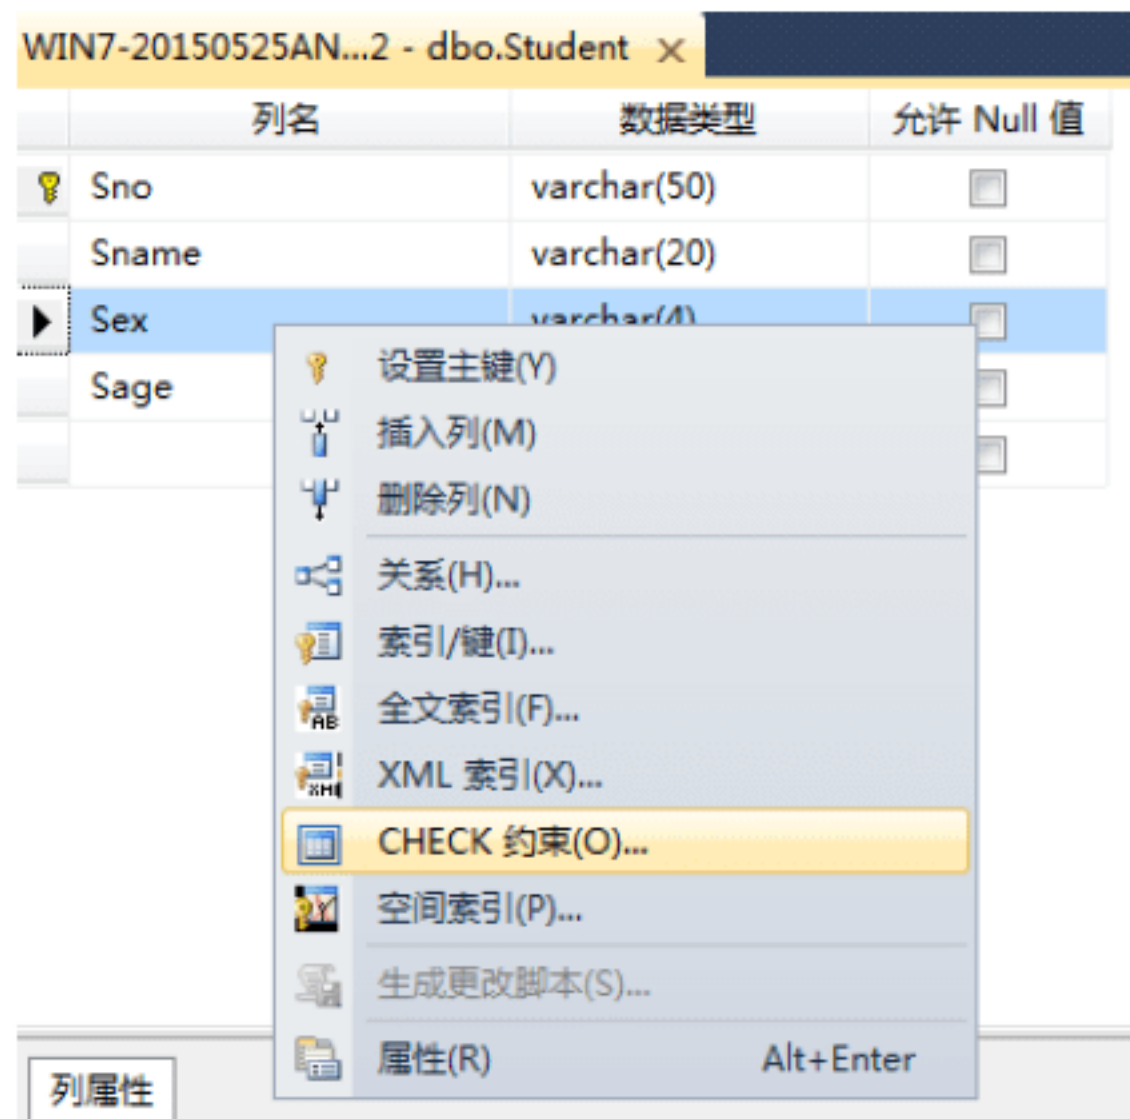 WIN7-20150525AN...2 - dbo.Student
列名 数据类型 允许 Null 值
Sno varchar(50)
Sname varchar(20)
Sex varchar(4)
Sage
设置主键(Y)
插入列(M)
删除列(N)
关系(H)...
索引/键(I)...
全文索引(F)...
XML 索引(X)...
CHECK 约束(O)...
空间索引(P)...
生成更改脚本(S)...
属性(R) Alt+Enter
列属性